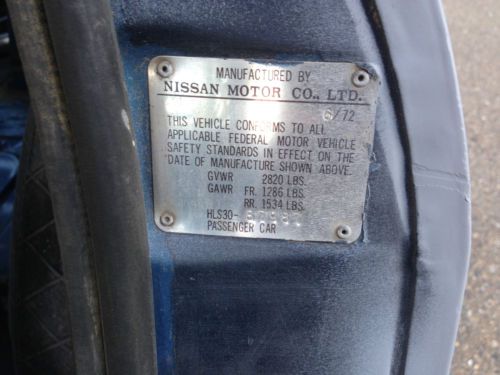 MANUFACTURED BY
NISSAN MOTOR CO., LTD.
6/72
THIS VEHICLE CONFORMS TO ALL
APPLICABLE FEDERAL MOTOR VEHICLE
SAFETY STANDARDS IN EFFECT ON THE
DATE OF MANUFACTURE SHOWN ABOVE.
GVWR 2820 LBS.
GAWR FR. 1286 LBS.
RR. 1534 LBS.
HLS30-
PASSENGER CAR